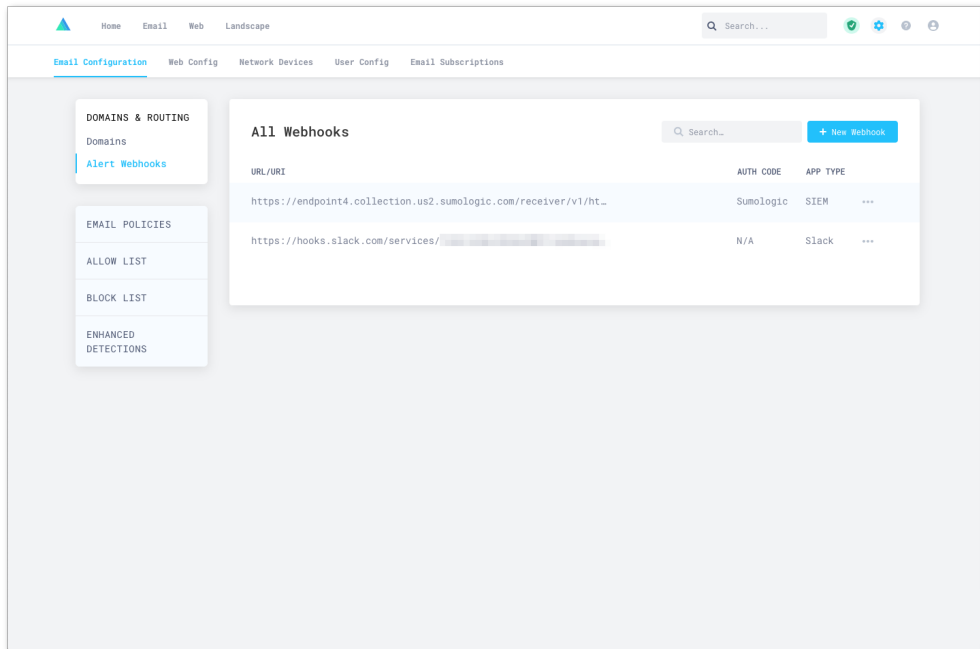 Home Email Web Landscape Search...
Email Configuration Web Config Network Devices User Config Email Subscriptions
DOMAINS & ROUTING
Domains
Alert Webhooks
EMAIL POLICIES
ALLOW LIST
BLOCK LIST
ENHANCED
DETECTIONS
All Webhooks Search… + New Webhook
URL/URI AUTH CODE APP TYPE
https://endpoint4.collection.us2.sumologic.com/receiver/v1/ht… Sumologic SIEM
https://hooks.slack.com/services/ N/A Slack